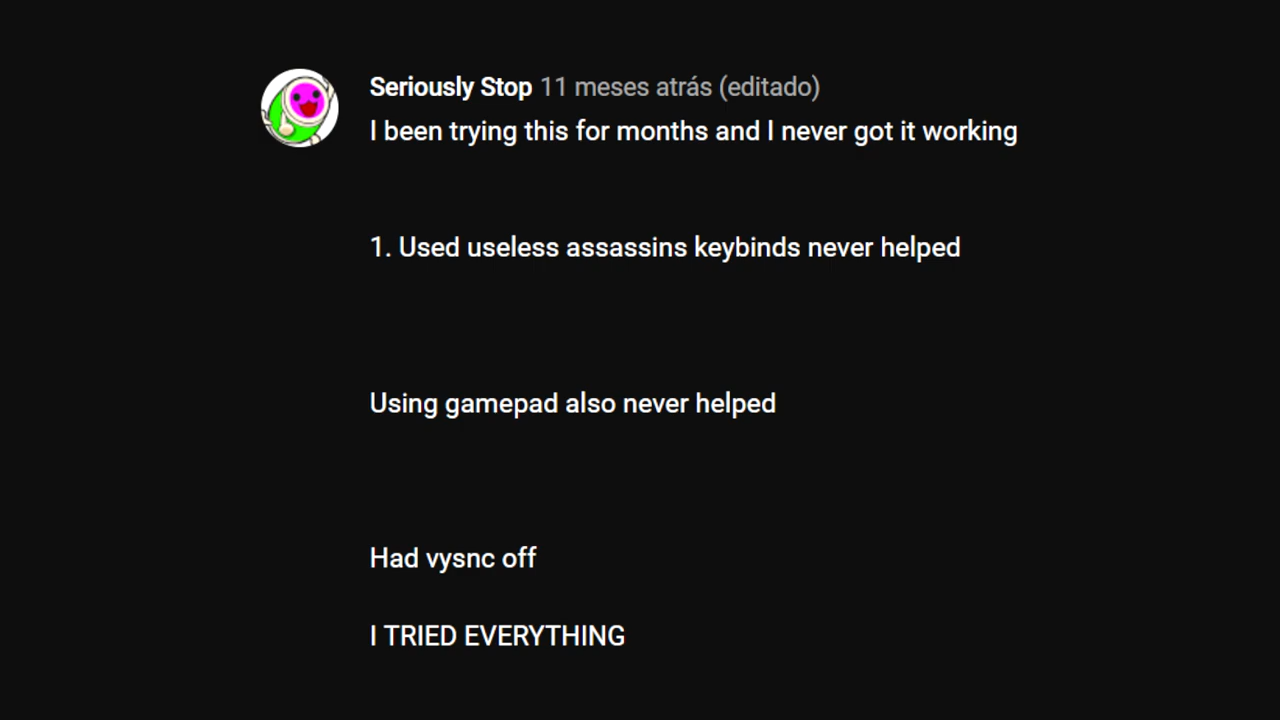 Seriously Stop 11 meses atrás (editado)
I been trying this for months and I never got it working
1. Used useless assassins keybinds never helped
Using gamepad also never helped
Had vysnc off
I TRIED EVERYTHING